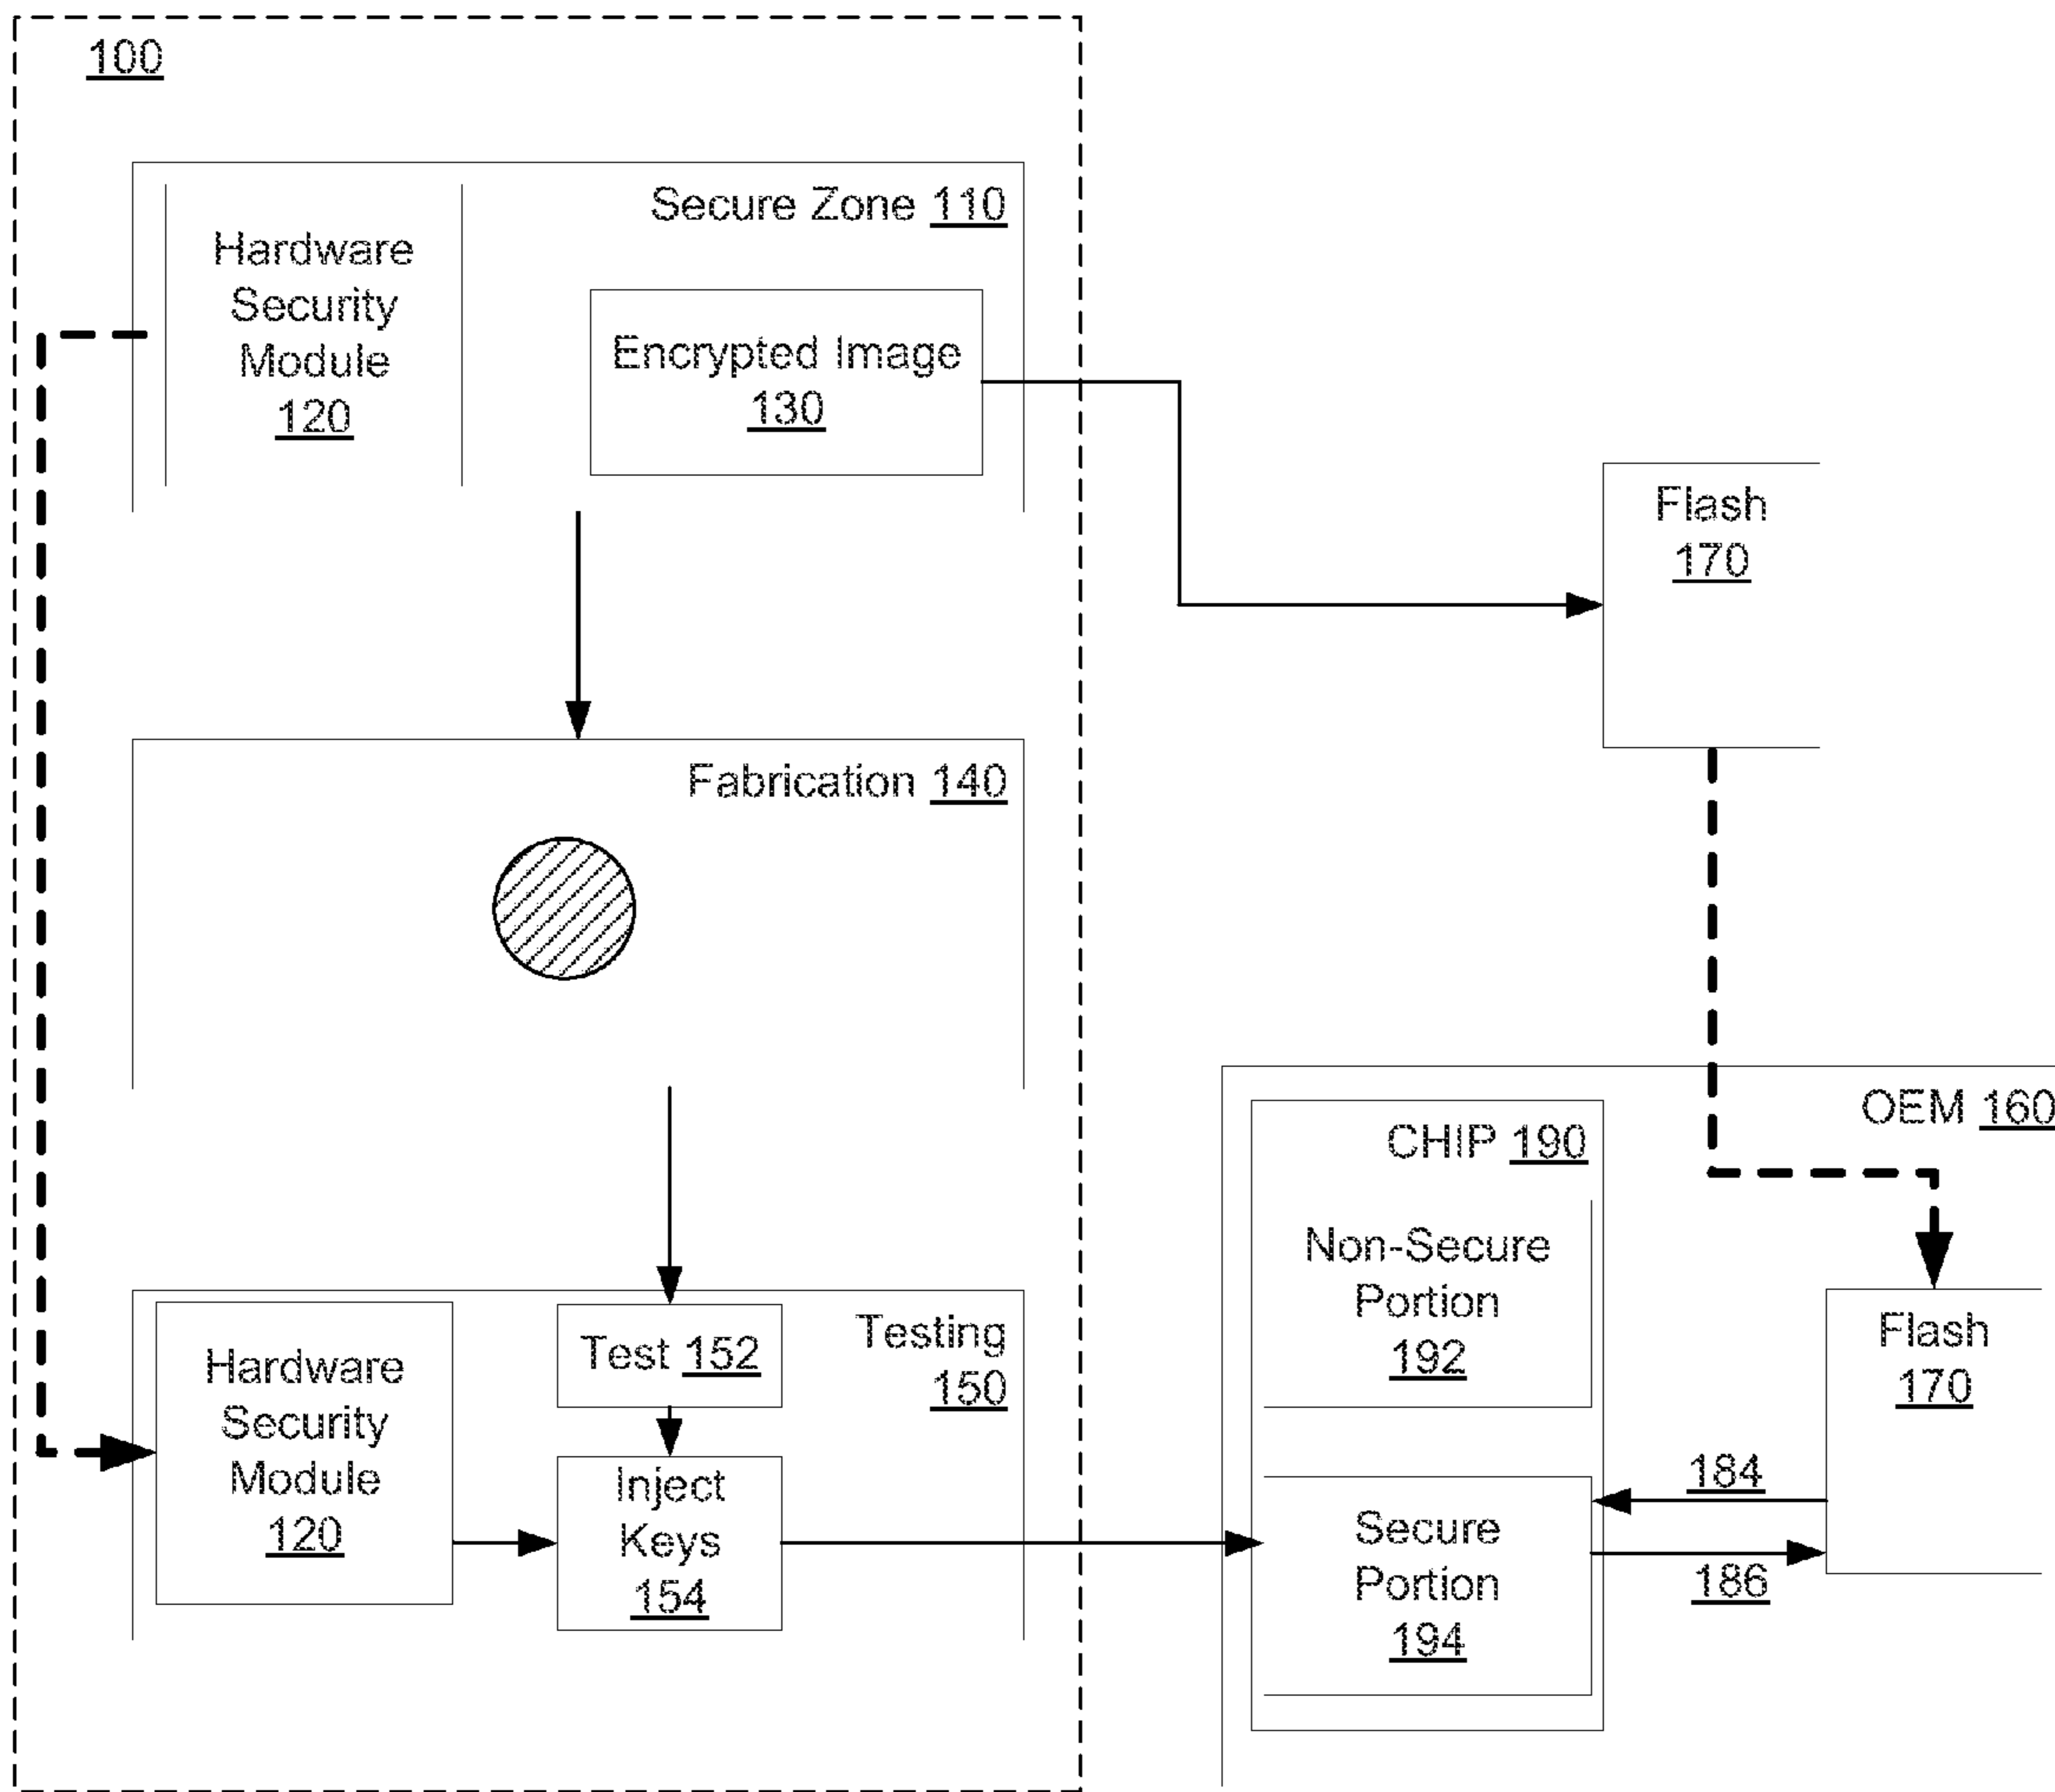 100
Secure Zone 110
Hardware
Security
Module
120
Encrypted Image
130
Flash
170
Fabrication 140
OEM 160
CHIP 190
Non-Secure
Portion
192
Flash
170
Testing
150
Test 152
Hardware
Security
Module
120
Inject
Keys
154
184
Secure
Portion
194
186